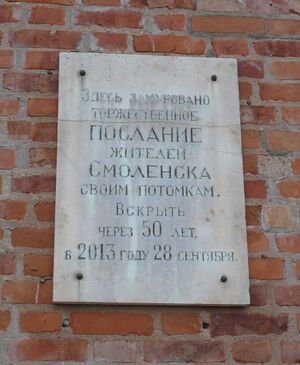 Здесь замуровано
торжественное
Послание
жителей
Смоленска
своим потомкам.
Вскрыть
через 50 лет,
в 2013 году 28 сентября.